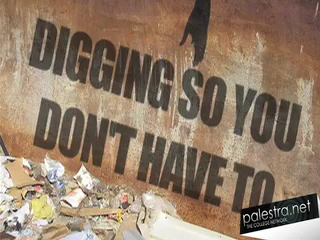 DIGGING SO YOU
DON'T HAVE TO
palestra.net
THE COLLEGE NETWORK